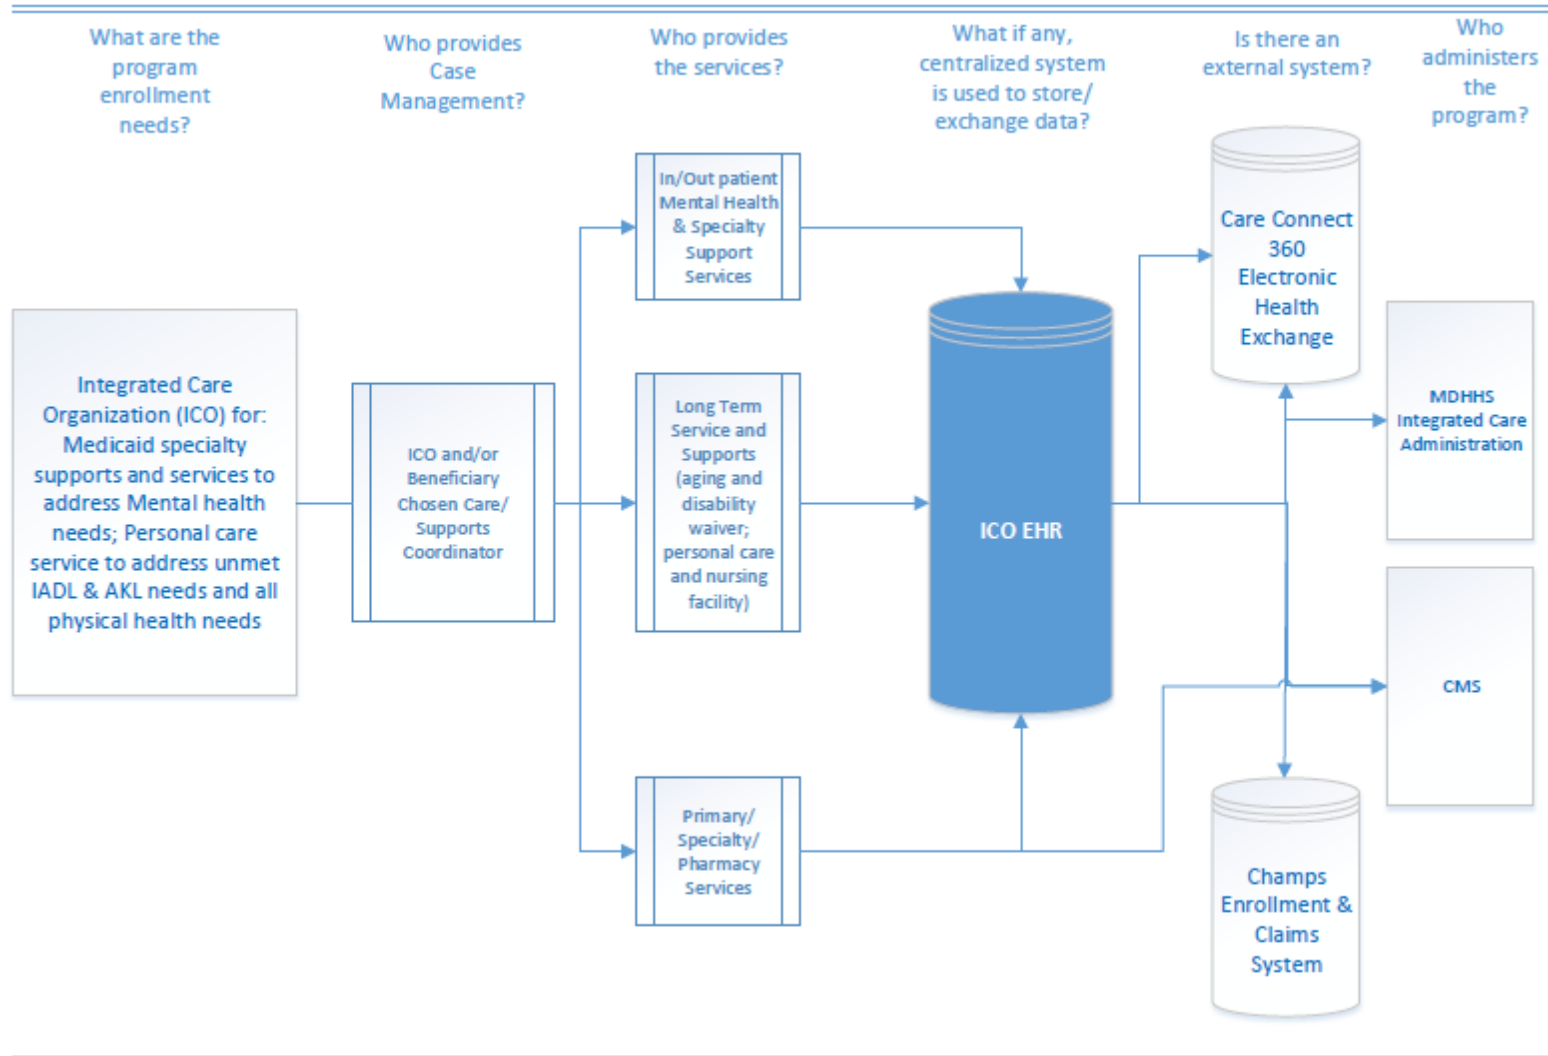 What are the
program
enrollment
needs?
Who provides
Case
Management?
Who provides
the services?
What if any,
centralized system
is used to store/
exchange data?
Is there an
external system?
Who
administers
the
program?
Integrated Care
Organization (ICO) for:
Medicaid specialty
supports and services to
address Mental health
needs; Personal care
service to address unmet
IADL & AKL needs and all
physical health needs
ICO and/or
Beneficiary
Chosen Care/
Supports
Coordinator
In/Out patient
Mental Health
& Specialty
Support
Services
Long Term
Service and
Supports
(aging and
disability
waiver;
personal care
and nursing
facility)
Primary/
Specialty/
Pharmacy
Services
ICO EHR
Care Connect
360
Electronic
Health
Exchange
Champs
Enrollment &
Claims
System
MDHHS
Integrated Care
Administration
CMS